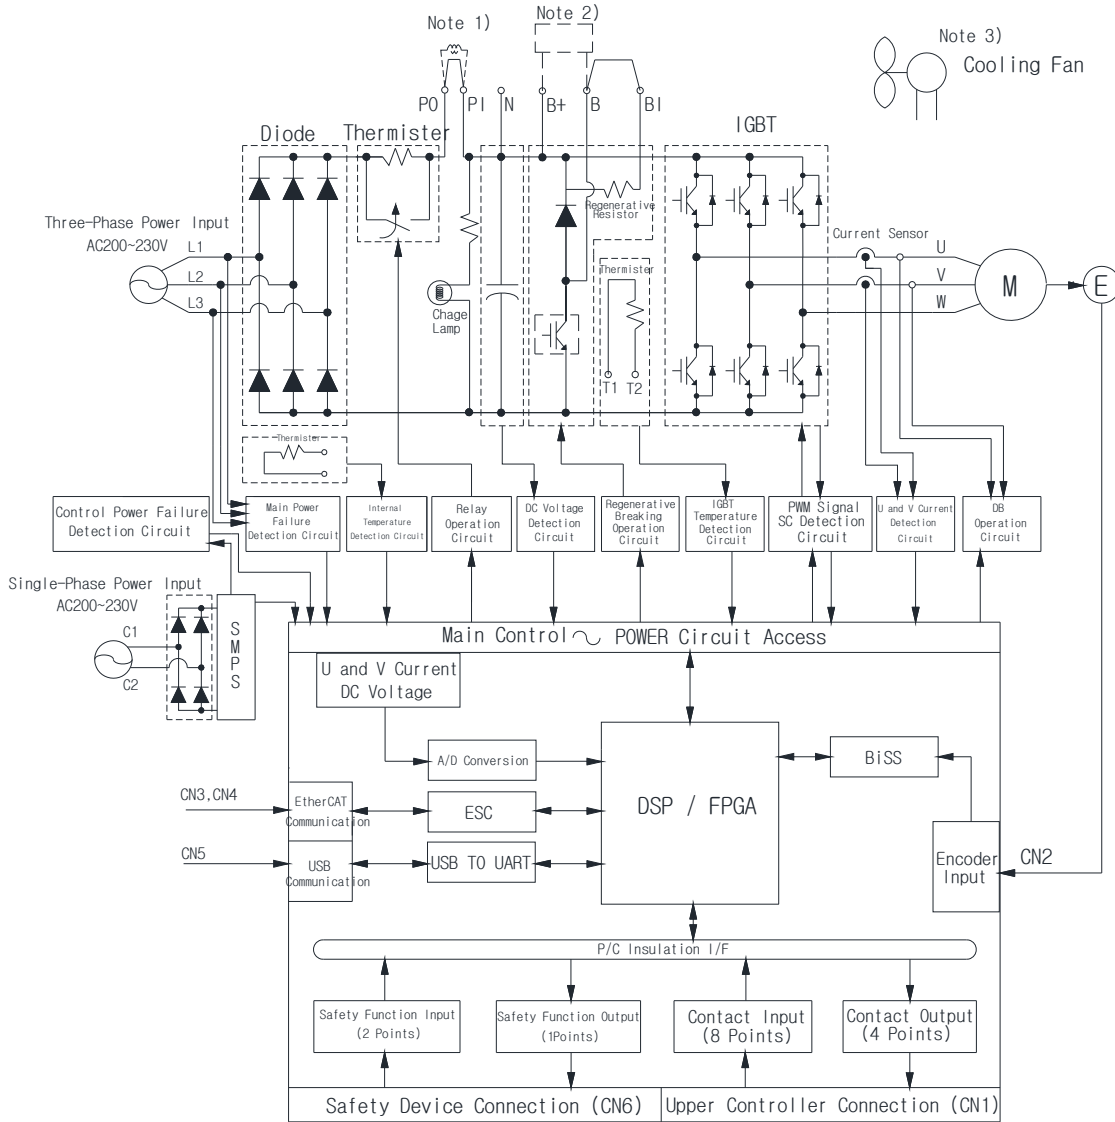 Note 1)
Note 2)
Note 3)
Cooling Fan
PO
PI
N
B+
B
BI
Diode
Thermister
IGBT
Regenerative
Resistor
Three-Phase Power Input
AC200~230V
L1
L2
L3
Current Sensor
U
V
W
M
E
Chage
Lamp
Thermister
T1
T2
Thermister
Control Power Failure
Detection Circuit
Main Power
Failure
Detection Circuit
Internal
Temperature
Detection Circuit
Relay
Operation
Circuit
DC Voltage
Detection
Circuit
Regenerative
Breaking
Operation
Circuit
IGBT
Temperature
Detection
Circuit
PWM Signal
SC Detection
Circuit
U and V Current
Detection
Circuit
DB
Operation
Circuit
Single-Phase Power Input
AC200~230V
C1
C2
SMPS
Main Control
POWER Circuit Access
U and V Current
DC Voltage
A/D Conversion
DSP / FPGA
BiSS
CN3,CN4
EtherCAT
Communication
ESC
CN5
USB
Communication
USB TO UART
Encoder
Input
CN2
P/C Insulation I/F
Safety Function Input
(2 Points)
Safety Function Output
(1Points)
Contact Input
(8 Points)
Contact Output
(4 Points)
Safety Device Connection (CN6)
Upper Controller Connection (CN1)